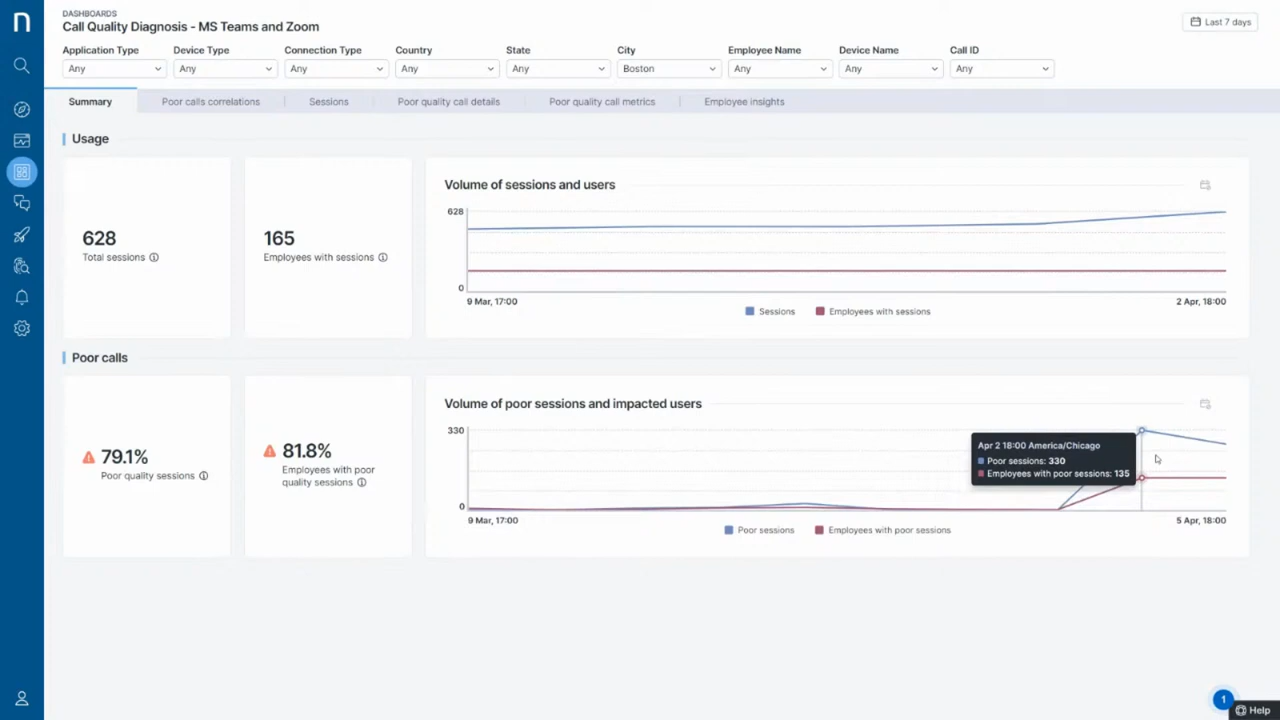 n
DASHBOARDS
Call Quality Diagnosis - MS Teams and Zoom
Last 7 days
Application Type Device Type Connection Type Country State City Employee Name Device Name Call ID
Any Any Any Any Any Boston Any Any Any
Summary Poor calls correlations Sessions Poor quality call details Poor quality call metrics Employee insights
Usage
628
Total sessions
165
Employees with sessions
Volume of sessions and users
628
0
9 Mar, 17:00 2 Apr, 18:00
Sessions Employees with sessions
Poor calls
79.1%
Poor quality sessions
81.8%
Employees with poor
quality sessions
Volume of poor sessions and impacted users
330
0
Apr 2 18:00 America/Chicago
Poor sessions: 330
Employees with poor sessions: 135
9 Mar, 17:00 5 Apr, 18:00
Poor sessions Employees with poor sessions
1
Help